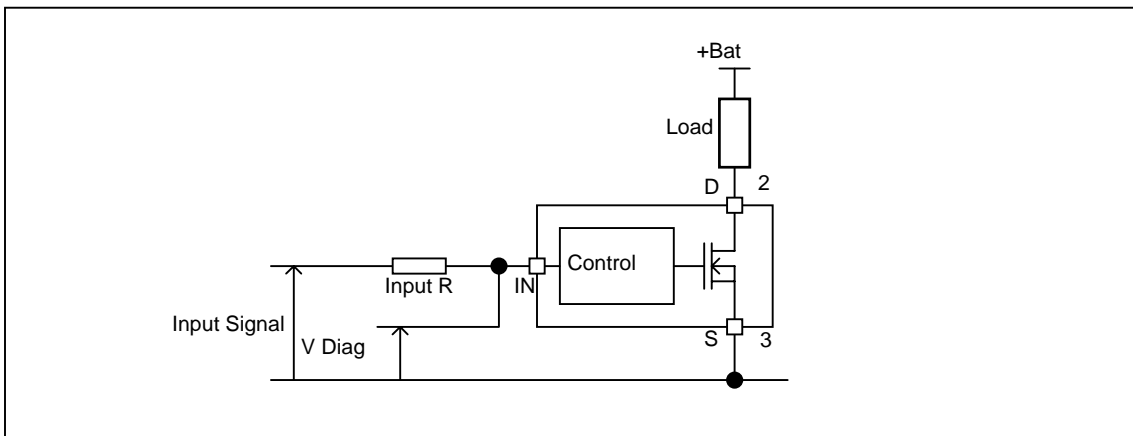 +Bat
Load
D
2
Control
Input R
IN
Input Signal
V Diag
S
3